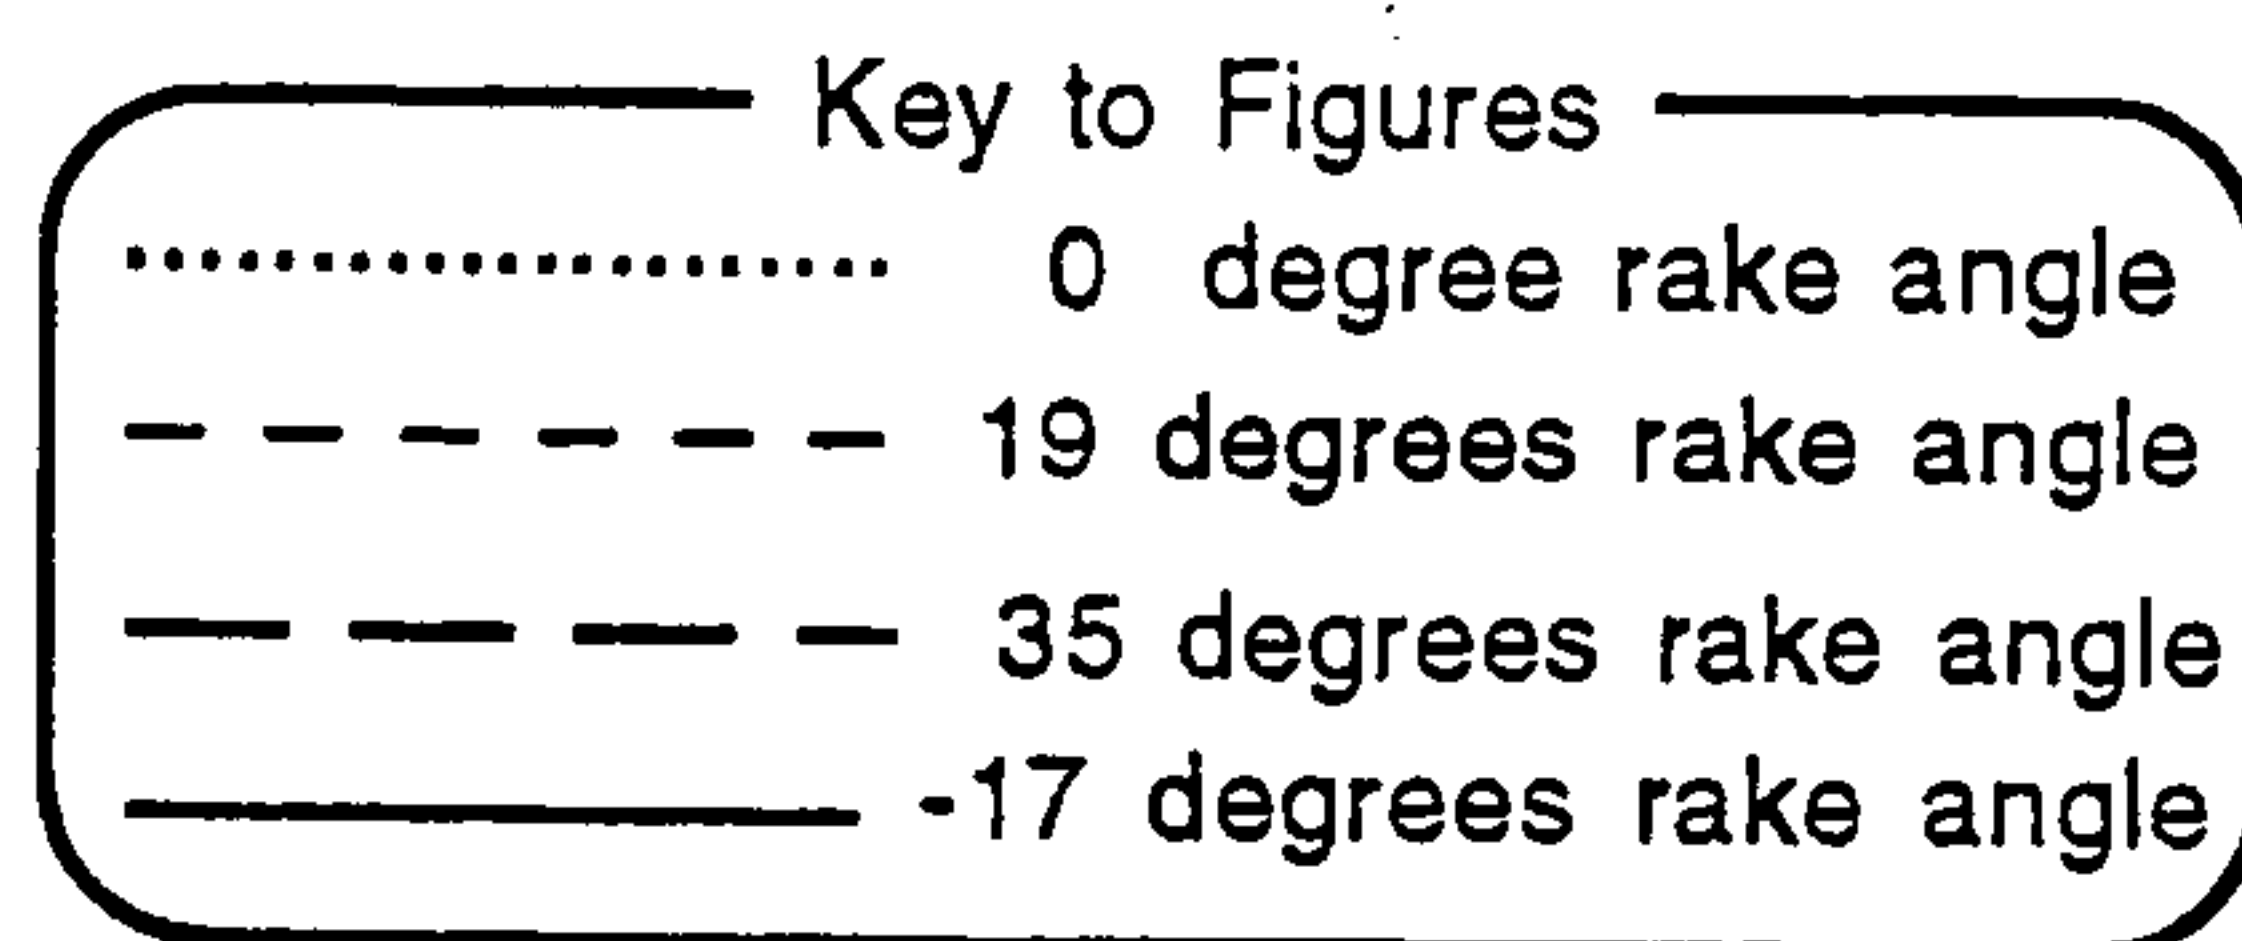 Key to Figures
0 degree rake angle
19 degrees rake angle
35 degrees rake angle
-17 degrees rake angle